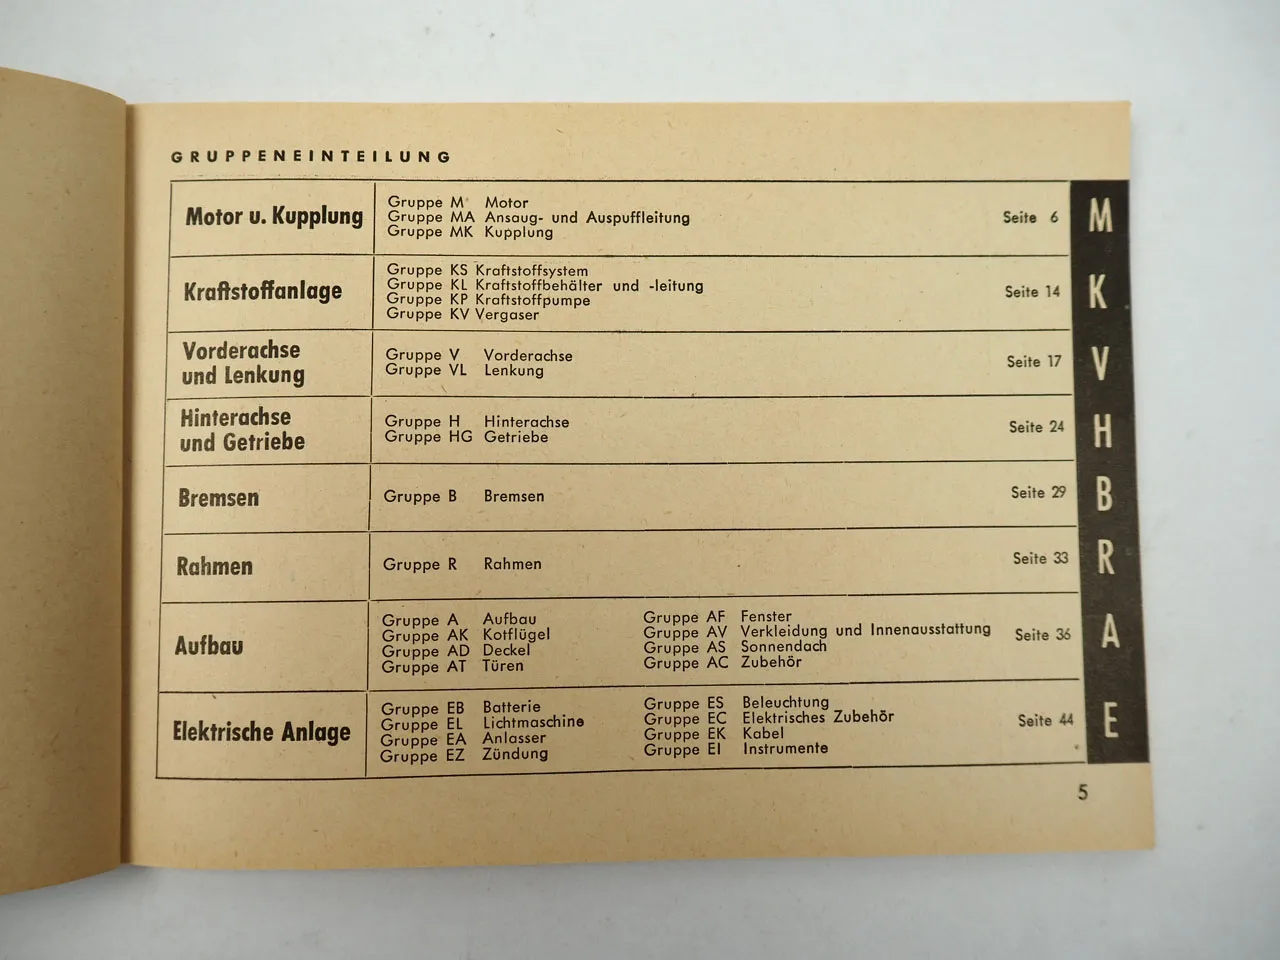 GRUPPENEINTEILUNG
Motor u. Kupplung
Gruppe M Motor
Gruppe MA Ansaug- und Auspuffleitung
Gruppe MK Kupplung
Seite 6
M
Kraftstoffanlage
Gruppe KS Kraftstoffsystem
Gruppe KL Kraftstoffbehälter und -leitung
Gruppe KP Kraftstoffpumpe
Gruppe KV Vergaser
Seite 14
K
Vorderachse
und Lenkung
Gruppe V Vorderachse
Gruppe VL Lenkung
Seite 17
V
Hinterachse
und Getriebe
Gruppe H Hinterachse
Gruppe HG Getriebe
Seite 24
H
Bremsen
Gruppe B Bremsen
Seite 29
B
Rahmen
Gruppe R Rahmen
Seite 33
R
Aufbau
Gruppe A Aufbau
Gruppe AK Kotflügel
Gruppe AD Deckel
Gruppe AT Türen
Gruppe AF Fenster
Gruppe AV Verkleidung und Innenausstattung
Gruppe AS Sonnendach
Gruppe AC Zubehör
Seite 36
A
Elektrische Anlage
Gruppe EB Batterie
Gruppe EL Lichtmaschine
Gruppe EA Anlasser
Gruppe EZ Zündung
Gruppe ES Beleuchtung
Gruppe EC Elektrisches Zubehör
Gruppe EK Kabel
Gruppe EI Instrumente
Seite 44
E
5